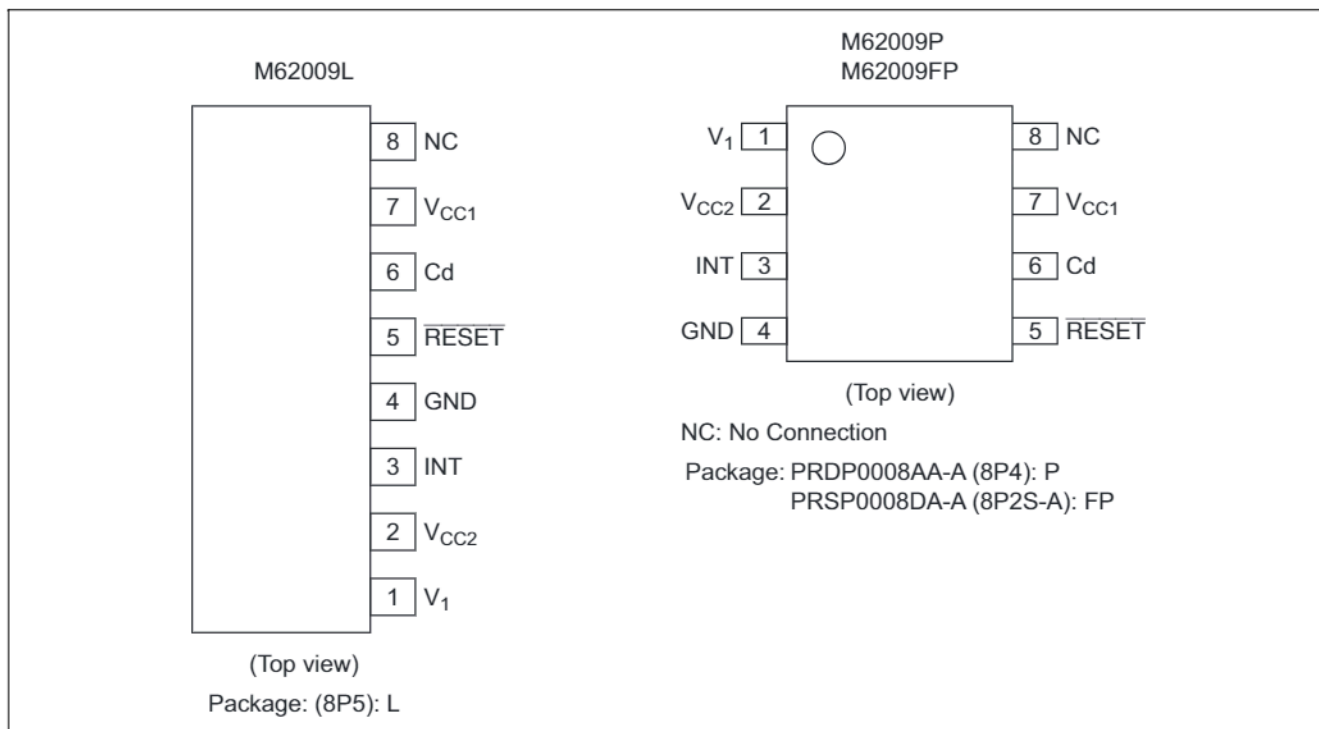 M62009L
8 NC
7 VCC1
6 Cd
5 R̅E̅S̅E̅T̅
4 GND
3 INT
2 VCC2
1 V1
(Top view)
Package: (8P5): L
M62009P
M62009FP
V1 1
VCC2 2
INT 3
GND 4
8 NC
7 VCC1
6 Cd
5 R̅E̅S̅E̅T̅
(Top view)
NC: No Connection
Package: PRDP0008AA-A (8P4): P
PRSP0008DA-A (8P2S-A): FP